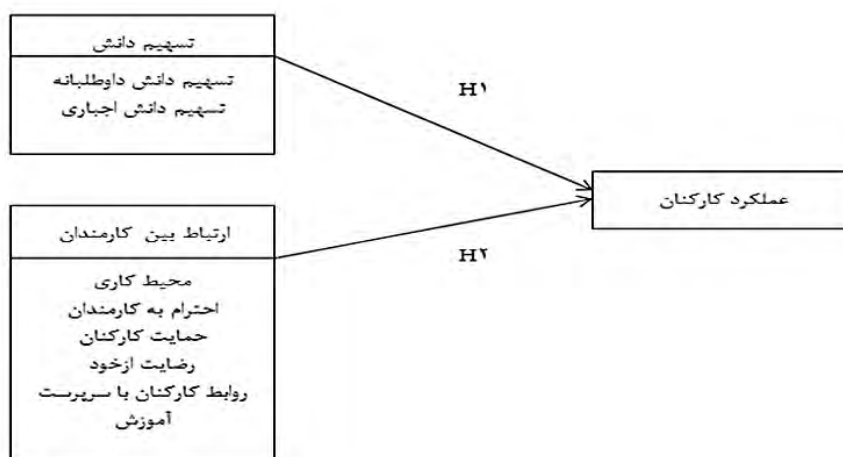 تسهیم دانش
تسهیم دانش داوطلبانه
تسهیم دانش اجباری
H۱
عملکرد کارکنان
ارتباط بین کارمندان
H۲
محیط کاری
احترام به کارمندان
حمایت کارکنان
رضایت ازخود
روابط کارکنان با سرپرست
آموزش